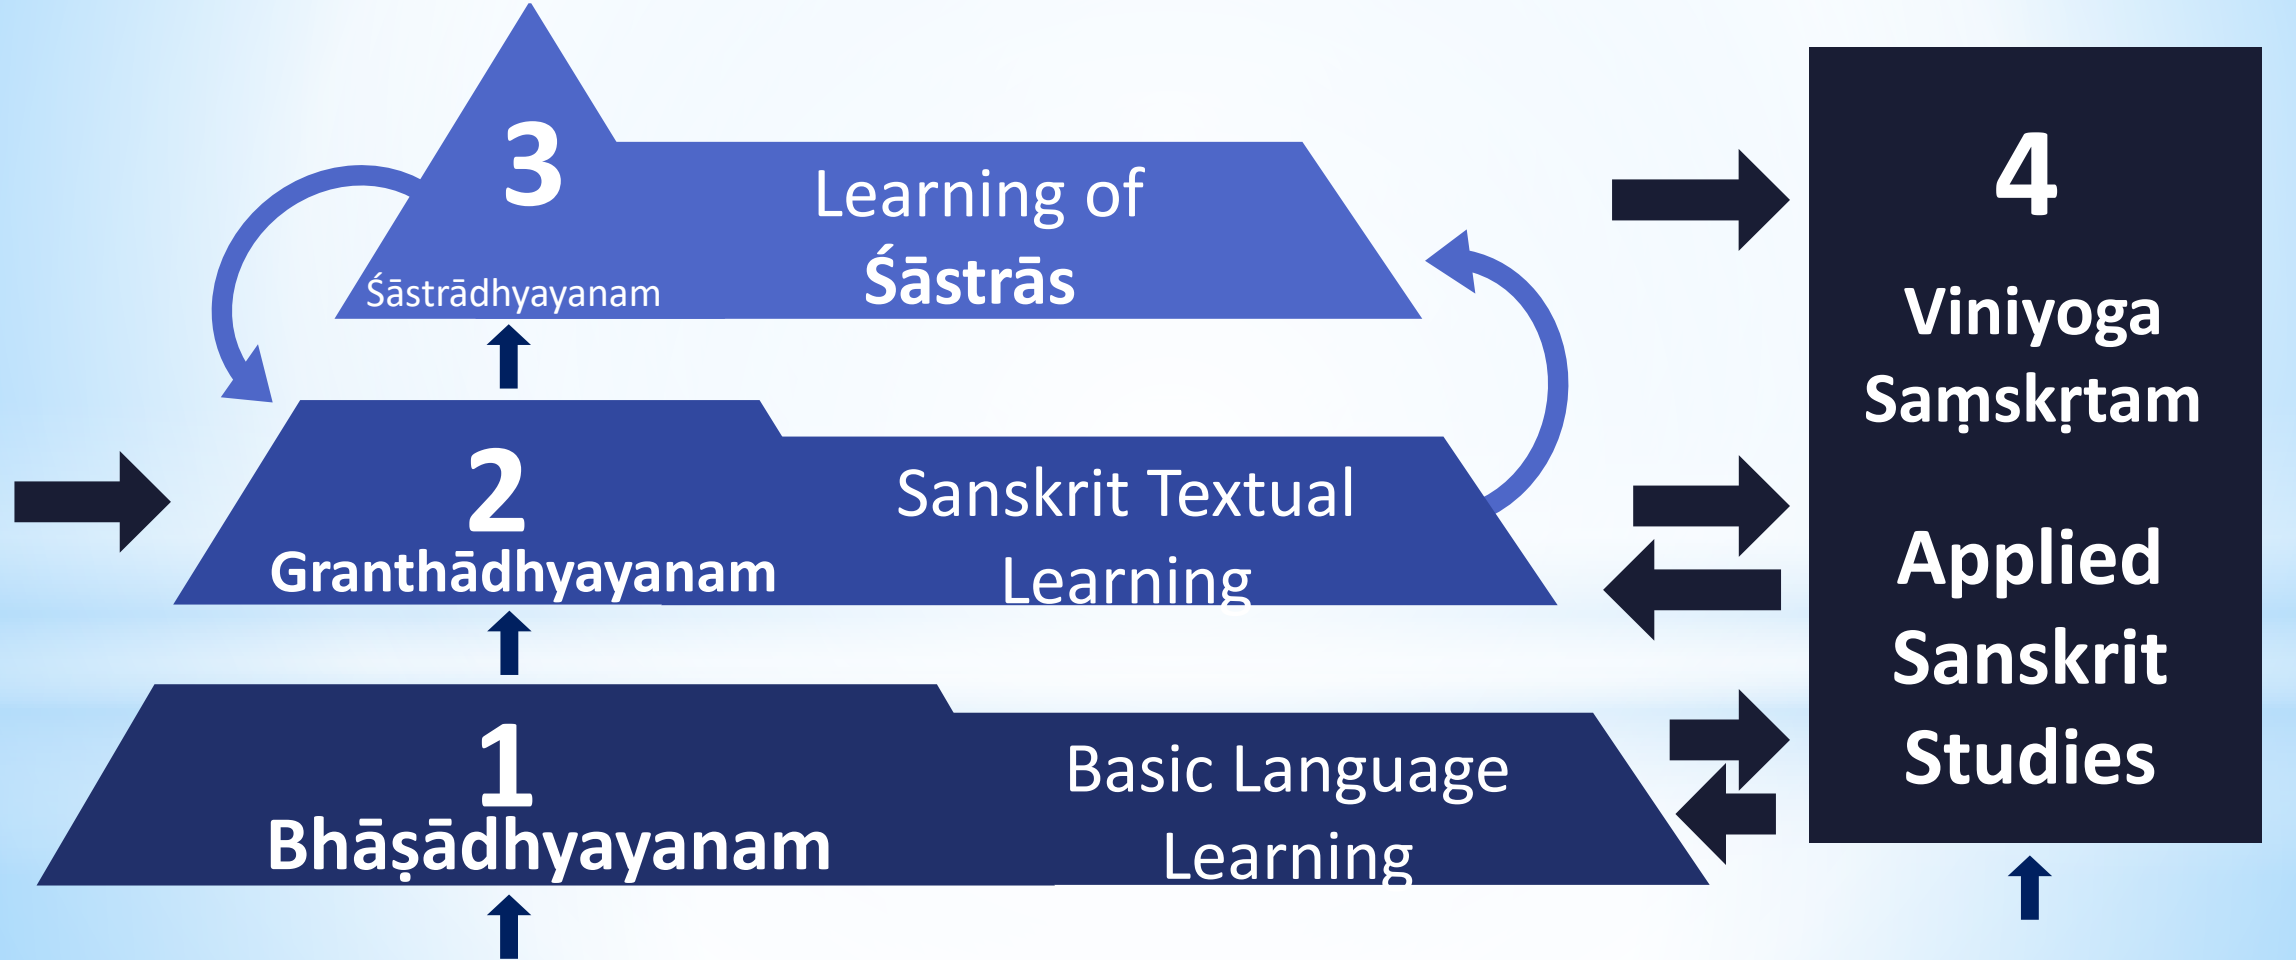 3
Śāstrādhyayanam
Learning of
Śāstrās
2
Granthādhyayanam
Sanskrit Textual
Learning
1
Bhāṣādhyayanam
Basic Language
Learning
4
Viniyoga
Saṃskṛtam
Applied
Sanskrit
Studies